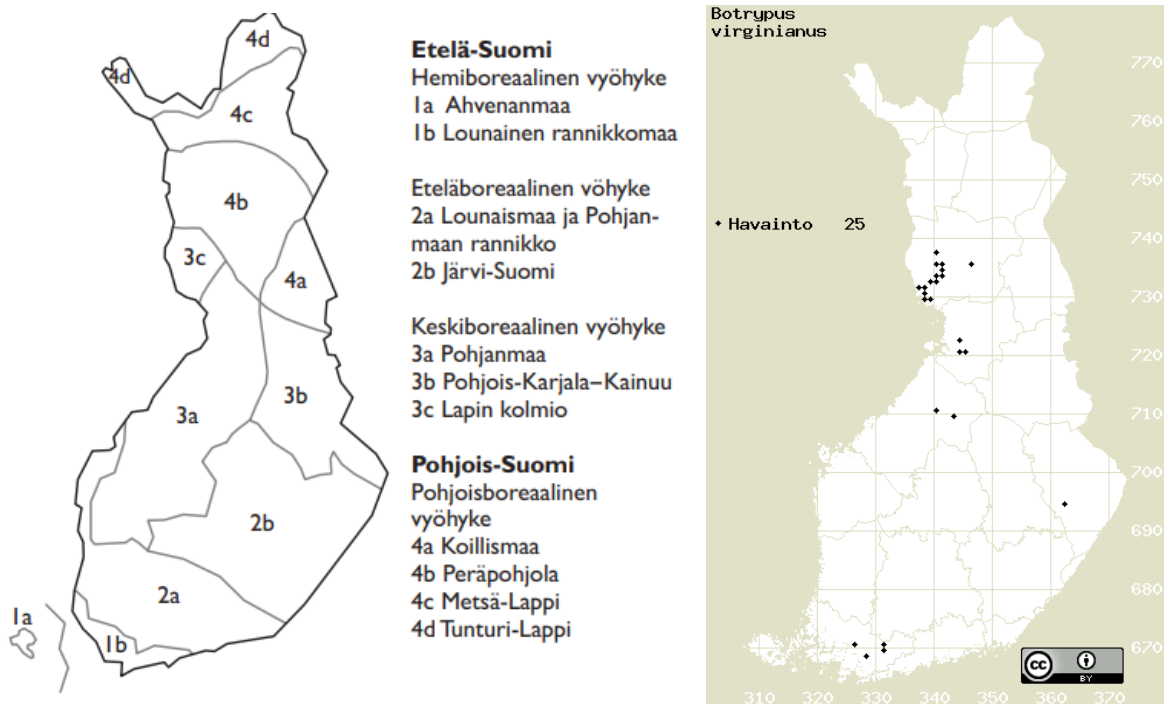 4d
4d
4c
4b
3c
4a
3b
3a
2b
2a
1a
1b
Etelä-Suomi
Hemiboreaalinen vyöhyke
1a Ahvenanmaa
1b Lounainen rannikkomaa
Eteläboreaalinen vöhyke
2a Lounaismaa ja Pohjan-
maan rannikko
2b Järvi-Suomi
Keskiboreaalinen vyöhyke
3a Pohjanmaa
3b Pohjois-Karjala–Kainuu
3c Lapin kolmio
Pohjois-Suomi
Pohjoisboreaalinen
vyöhyke
4a Koillismaa
4b Peräpohjola
4c Metsä-Lappi
4d Tunturi-Lappi
Botrypus
virginianus
Havainto 25
770
760
750
740
730
720
710
700
690
680
670
310 320 330 340 350 360 370
cc
BY